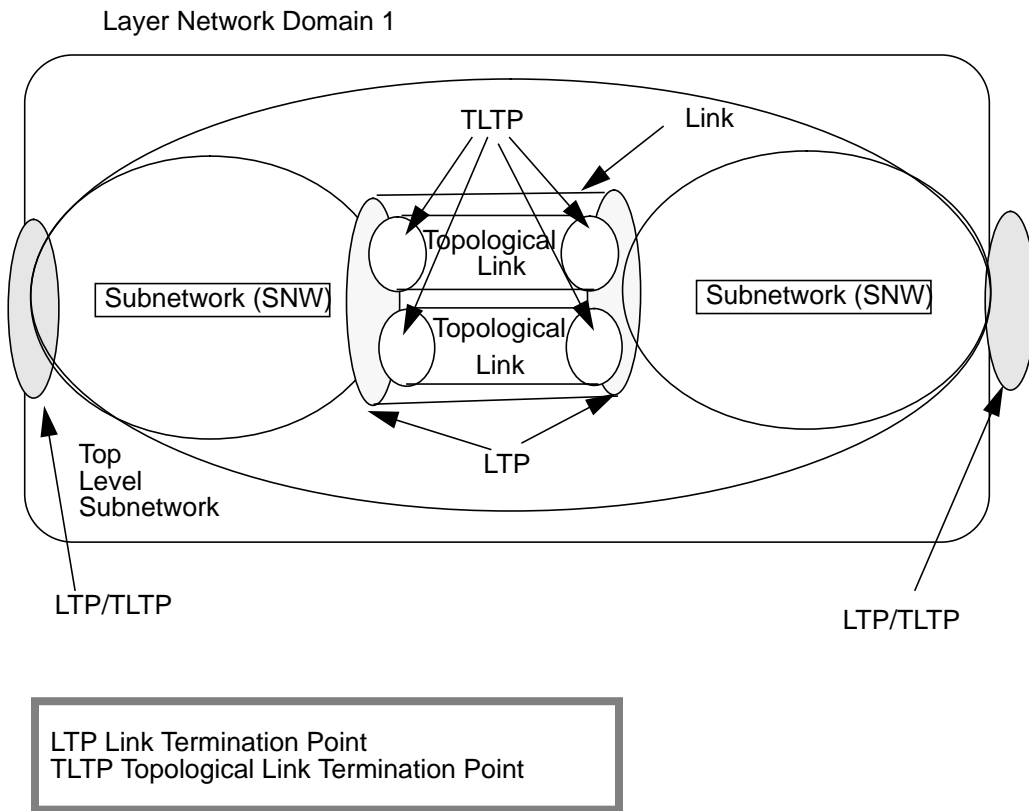 Layer Network Domain 1
TLTP
Link
Topological
Link
Subnetwork (SNW)
Subnetwork (SNW)
Topological
Link
LTP
Top
Level
Subnetwork
LTP/TLTP
LTP/TLTP
LTP Link Termination Point
TLTP Topological Link Termination Point